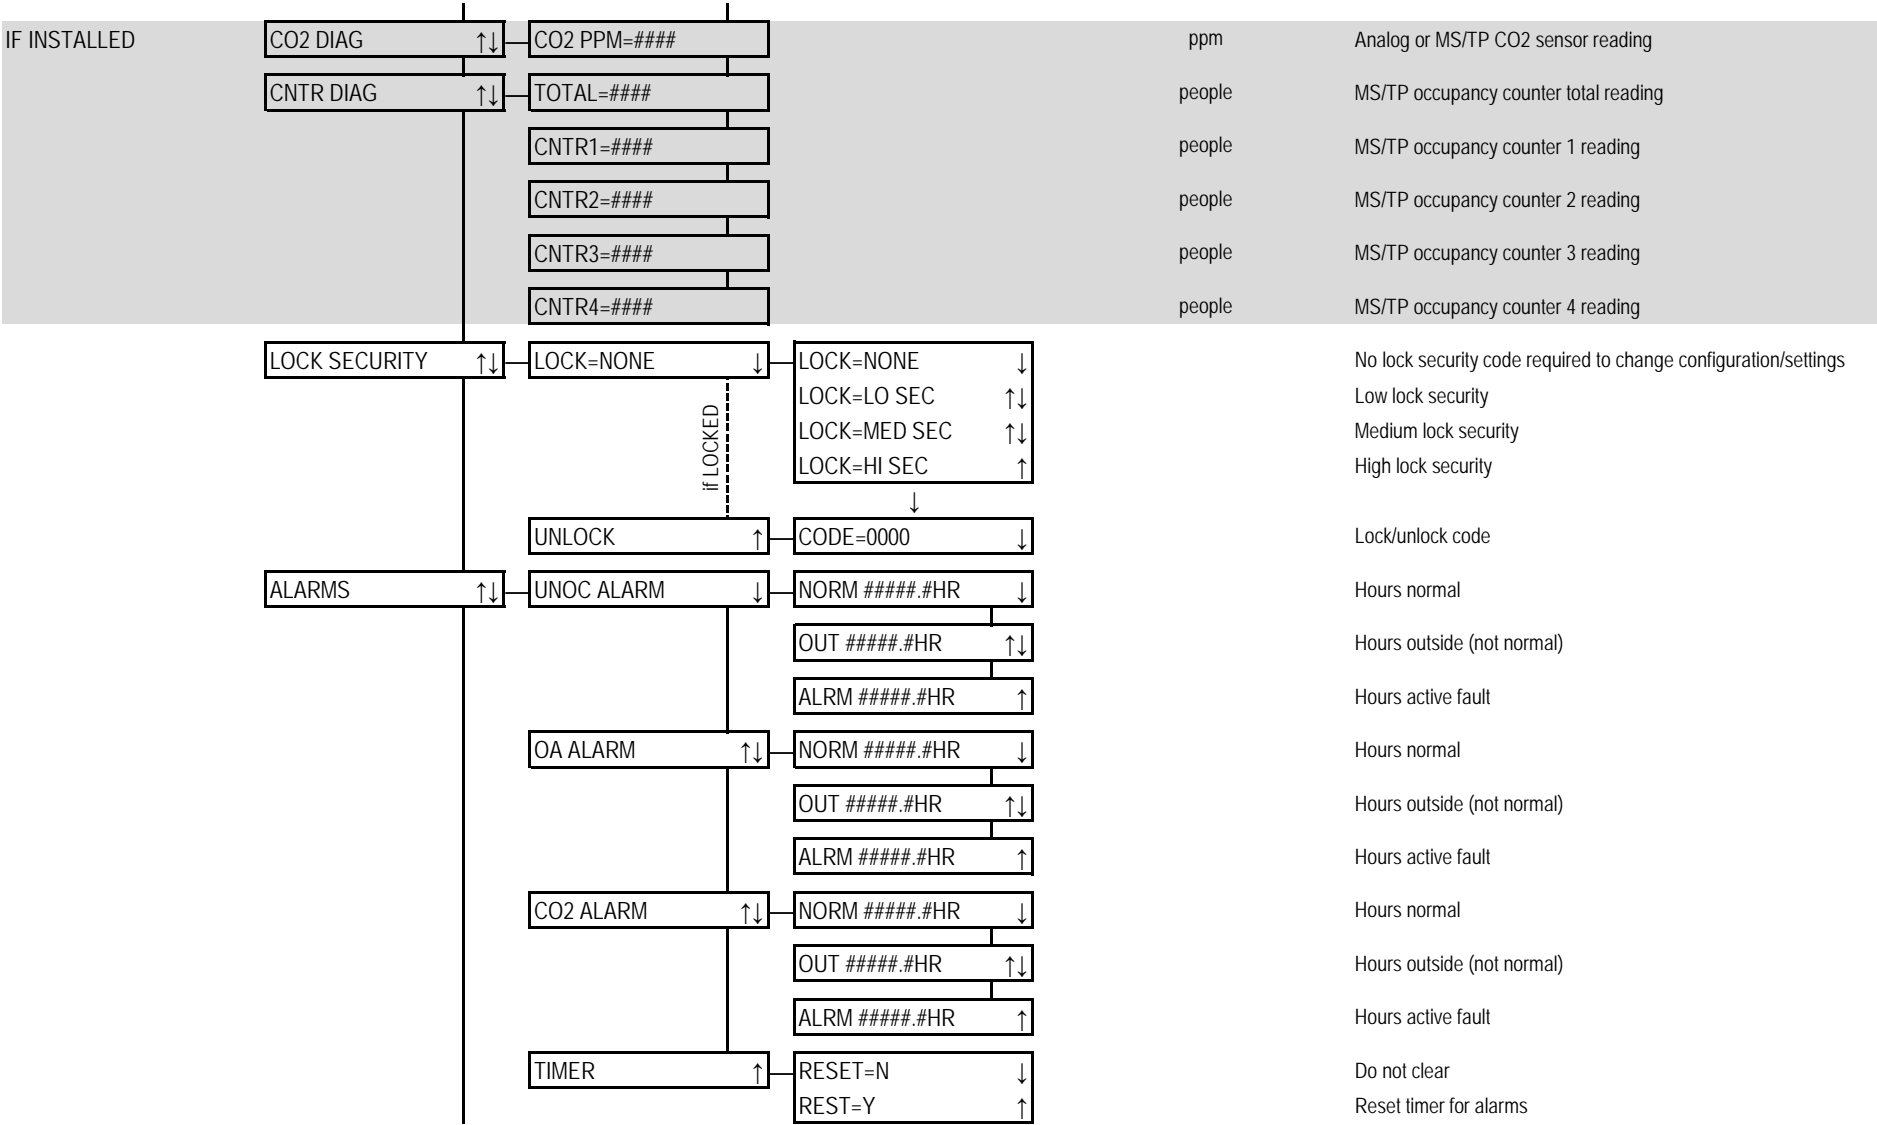 IF INSTALLED CO2 DIAG ↑↓ CO2 PPM=#### ppm Analog or MS/TP CO2 sensor reading
CNTR DIAG ↑↓ TOTAL=#### people MS/TP occupancy counter total reading
CNTR1=#### people MS/TP occupancy counter 1 reading
CNTR2=#### people MS/TP occupancy counter 2 reading
CNTR3=#### people MS/TP occupancy counter 3 reading
CNTR4=#### people MS/TP occupancy counter 4 reading
LOCK SECURITY ↑↓ LOCK=NONE ↓ LOCK=NONE ↓ No lock security code required to change configuration/settings
LOCK=LO SEC ↑↓ Low lock security
LOCK=MED SEC ↑↓ Medium lock security
LOCK=HI SEC ↑ High lock security
if LOCKED
↓
UNLOCK ↑ CODE=0000 ↓ Lock/unlock code
ALARMS ↑↓ UNOC ALARM ↓ NORM #####.#HR ↓ Hours normal
OUT #####.#HR ↑↓ Hours outside (not normal)
ALRM #####.#HR ↑ Hours active fault
OA ALARM ↑↓ NORM #####.#HR ↓ Hours normal
OUT #####.#HR ↑↓ Hours outside (not normal)
ALRM #####.#HR ↑ Hours active fault
CO2 ALARM ↑↓ NORM #####.#HR ↓ Hours normal
OUT #####.#HR ↑↓ Hours outside (not normal)
ALRM #####.#HR ↑ Hours active fault
TIMER ↑ RESET=N ↓ Do not clear
REST=Y ↑ Reset timer for alarms